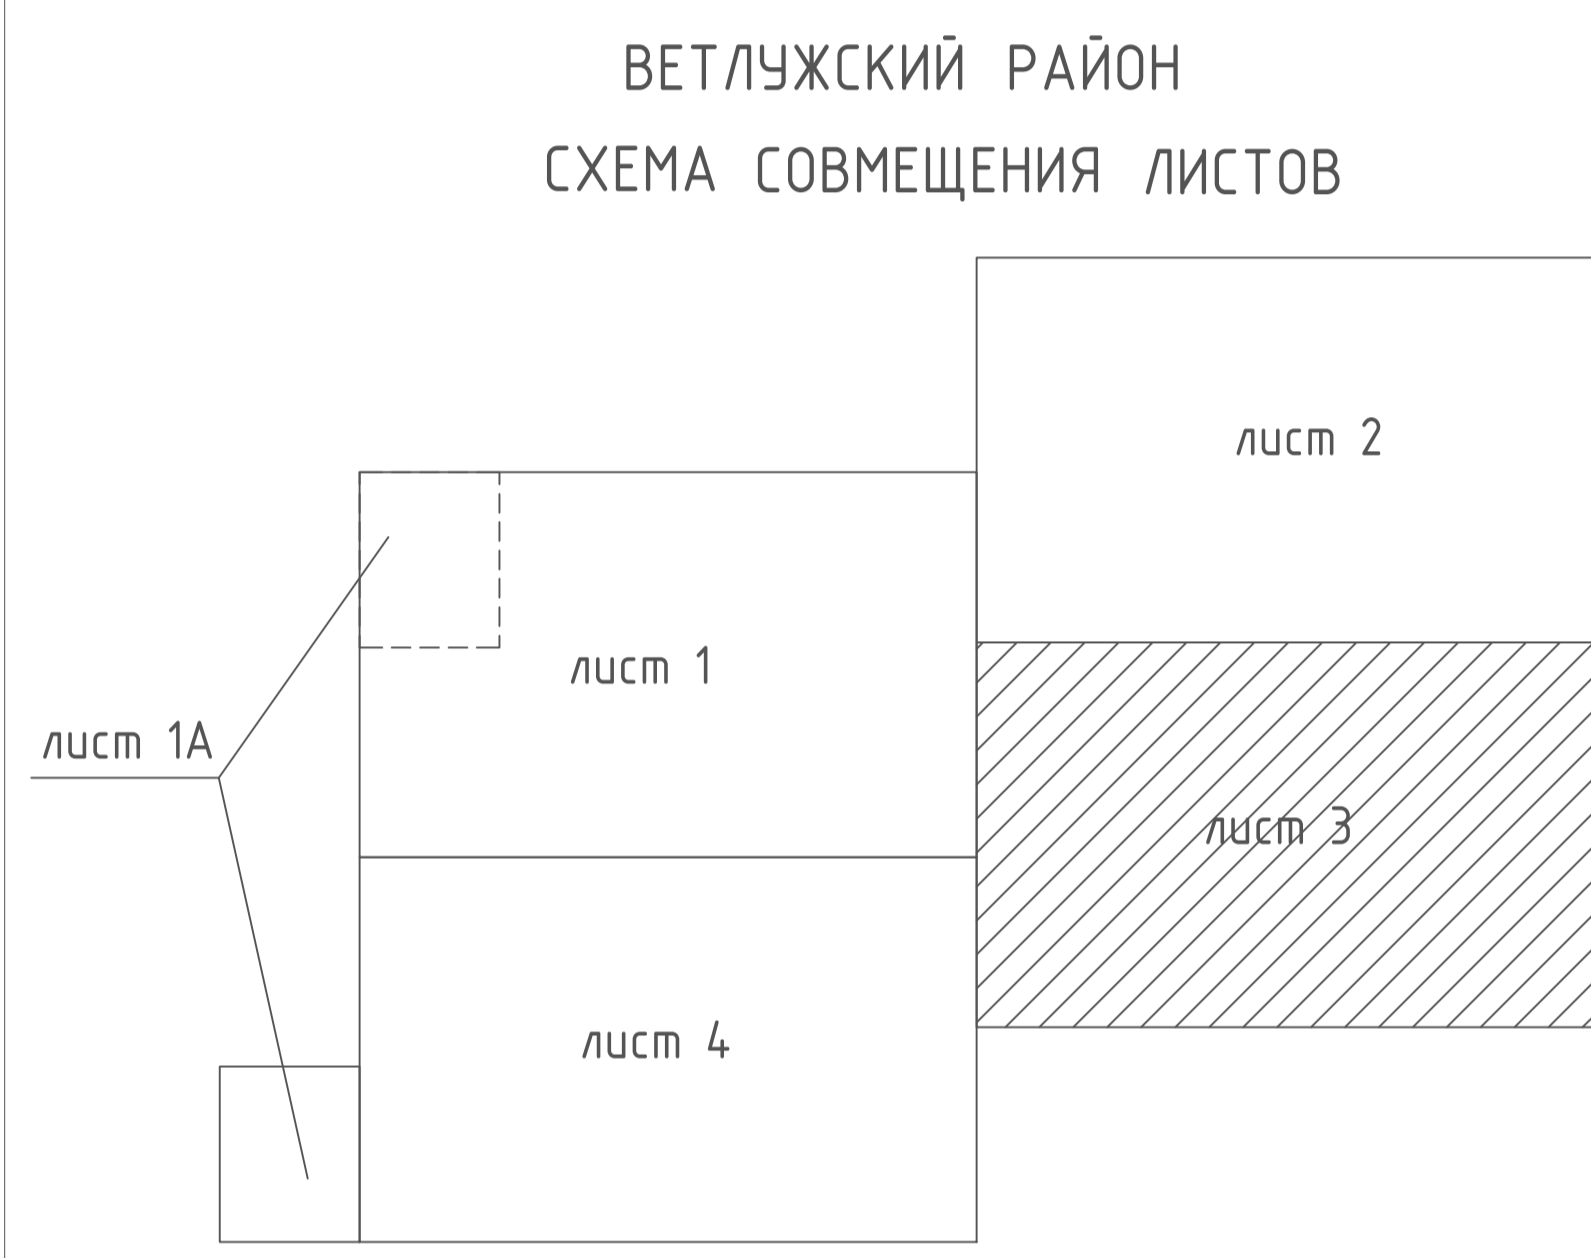 ВЕТЛУЖСКИЙ РАЙОН
СХЕМА СОВМЕЩЕНИЯ ЛИСТОВ
лист 2
лист 1
лист 1А
лист 3
лист 4